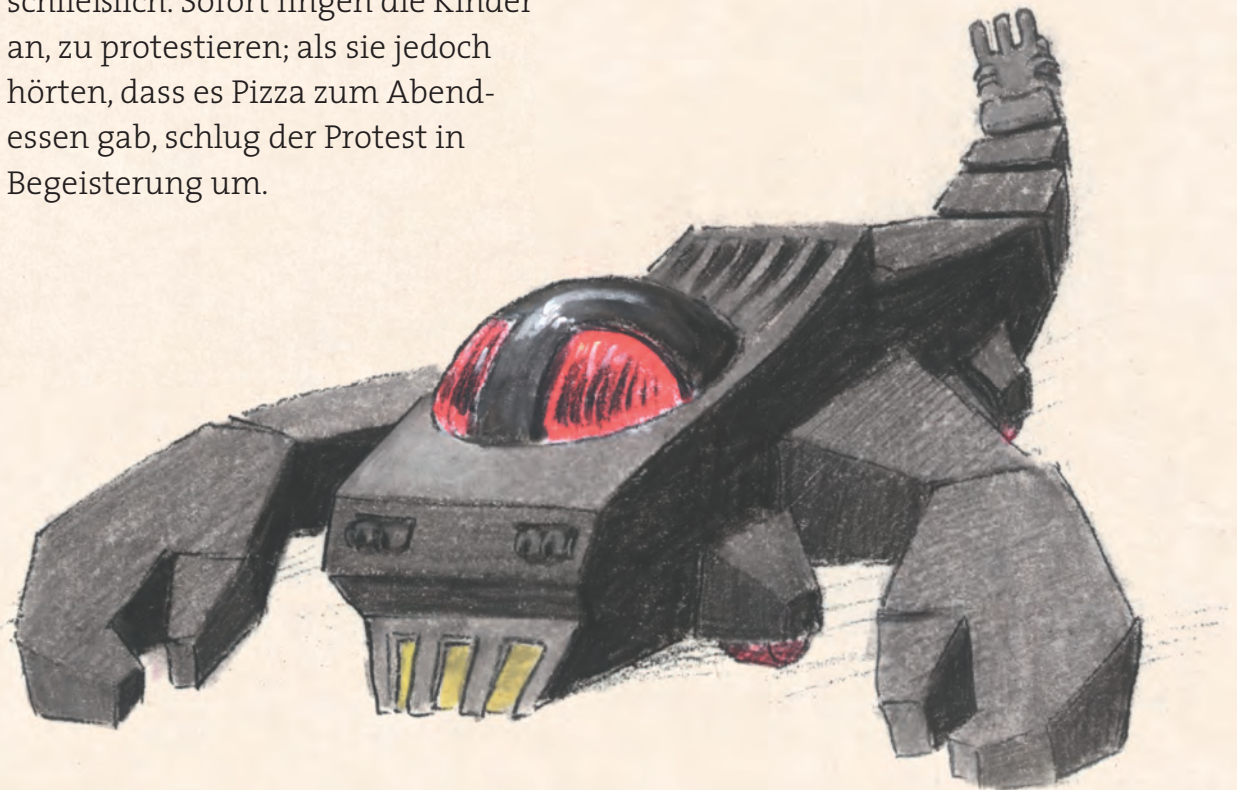 schliesslich. Sofort fingen die Kinder
an, zu protestieren; als sie jedoch
hörten, dass es Pizza zum Abend-
essen gab, schlug der Protest in
Begeisterung um.